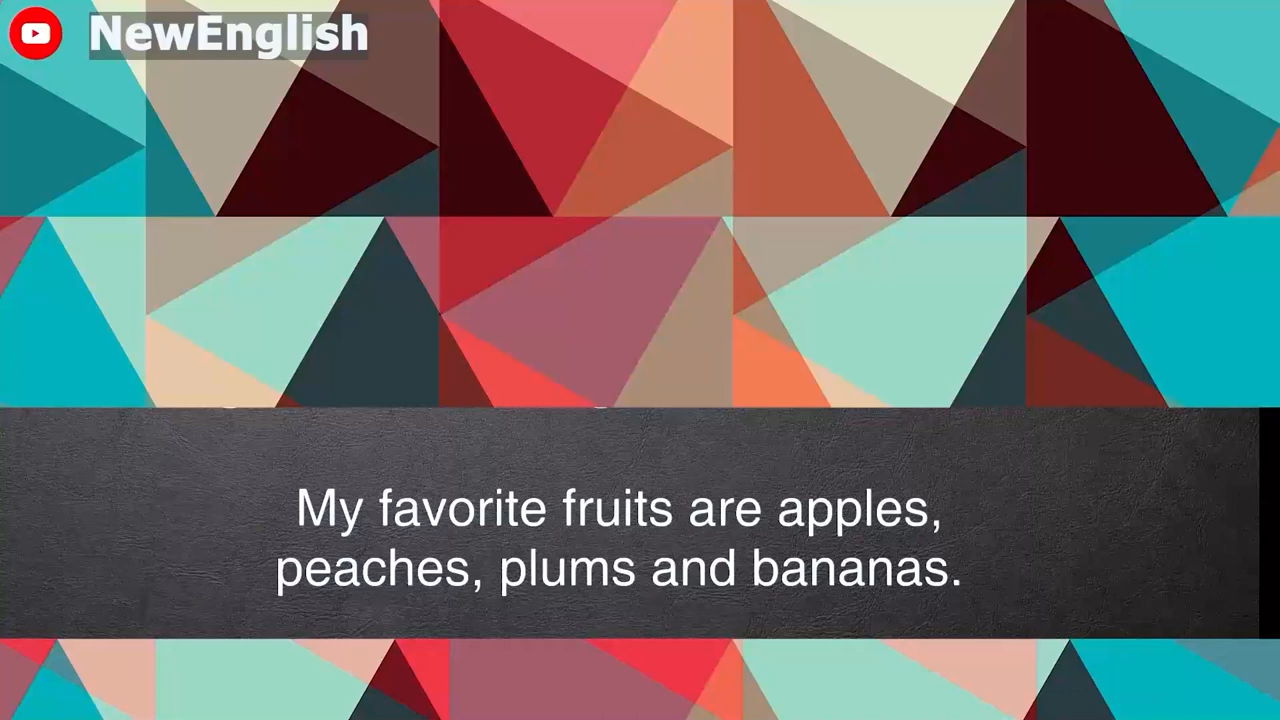 NewEnglish
My favorite fruits are apples,
peaches, plums and bananas.